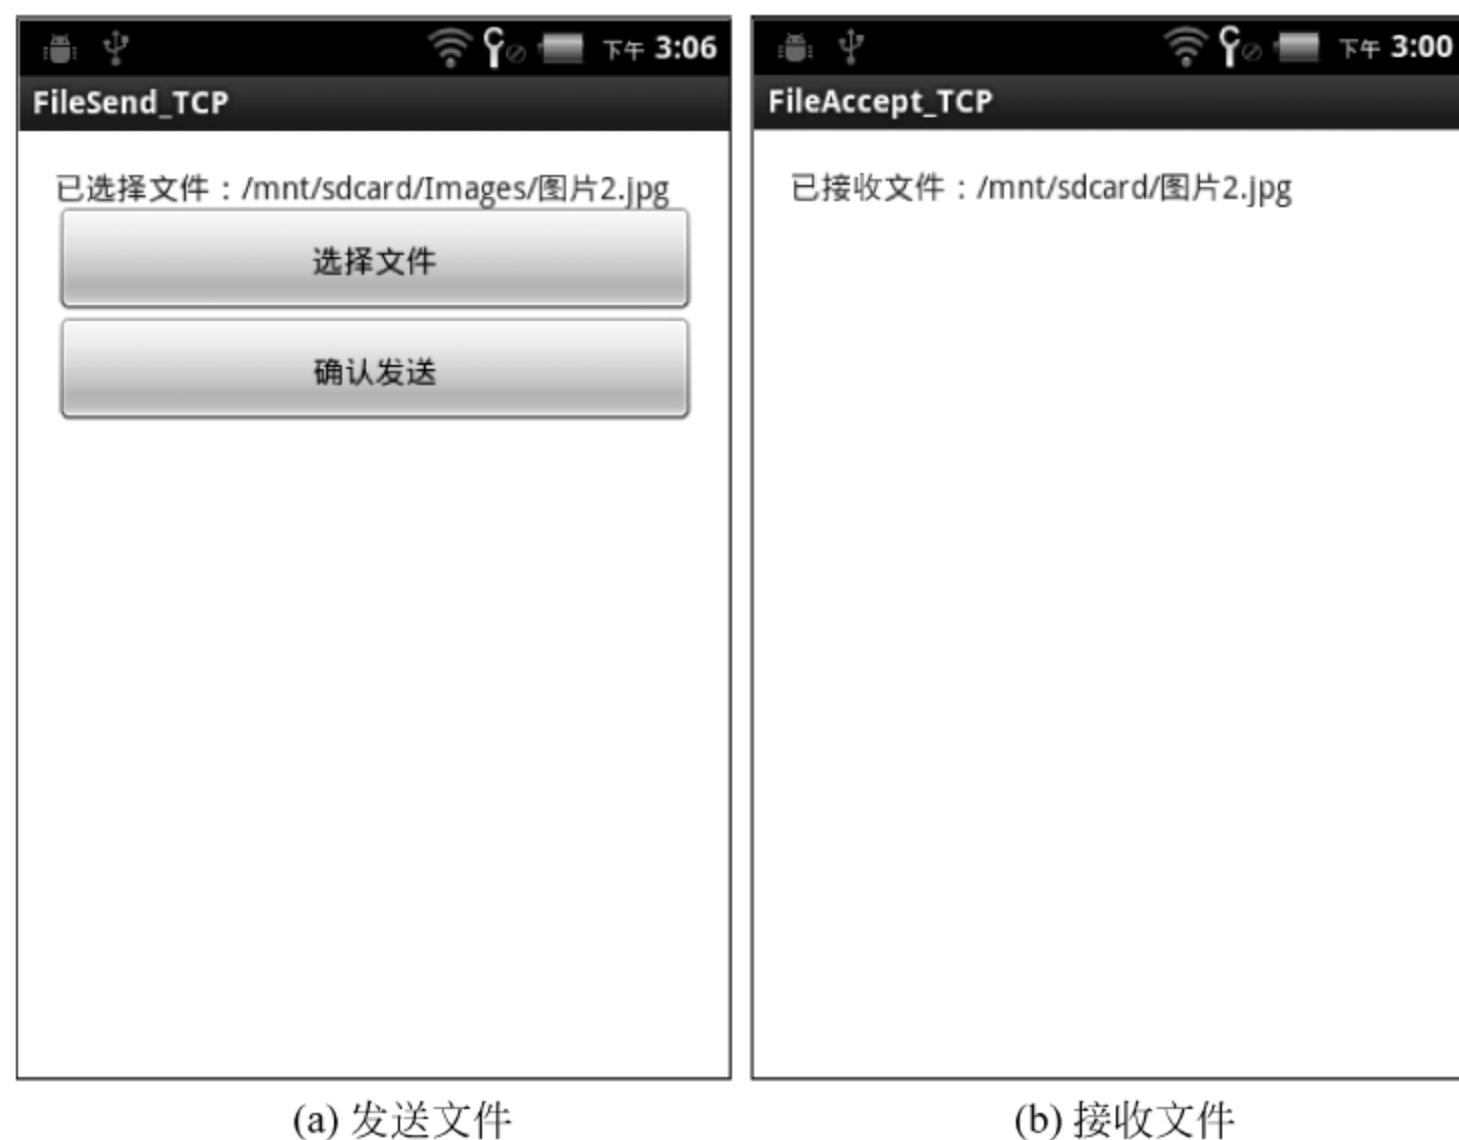 下午 3:06
FileSend_TCP
已选择文件：/mnt/sdcard/Images/图片2.jpg
选择文件
确认发送
(a) 发送文件
下午 3:00
FileAccept_TCP
已接收文件：/mnt/sdcard/图片2.jpg
(b) 接收文件